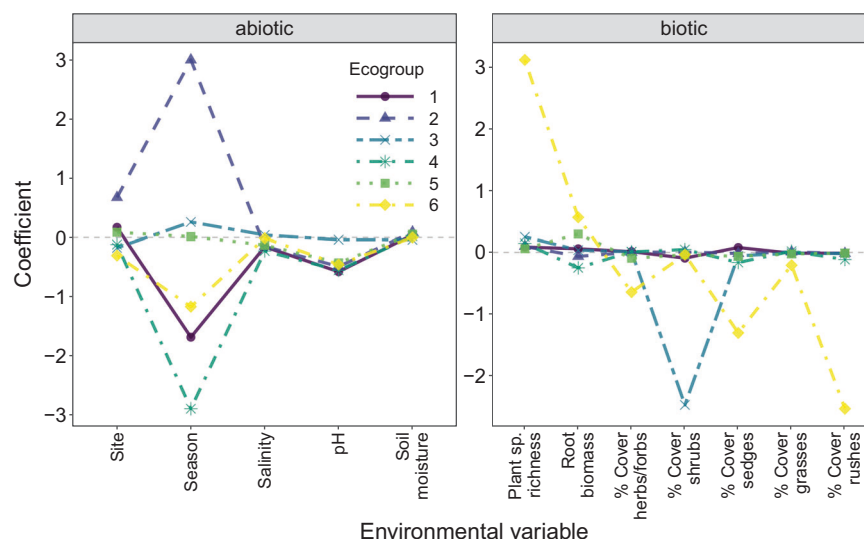 abiotic
biotic
Coefficient
3
2
1
0
−1
−2
−3
Ecogroup
1
2
3
4
5
6
3
2
1
0
−1
−2
Site
Season
Salinity
pH
Soil
moisture
Plant sp.
richness
Root
biomass
% Cover
herbs/forbs
% Cover
shrubs
% Cover
sedges
% Cover
grasses
% Cover
rushes
Environmental variable